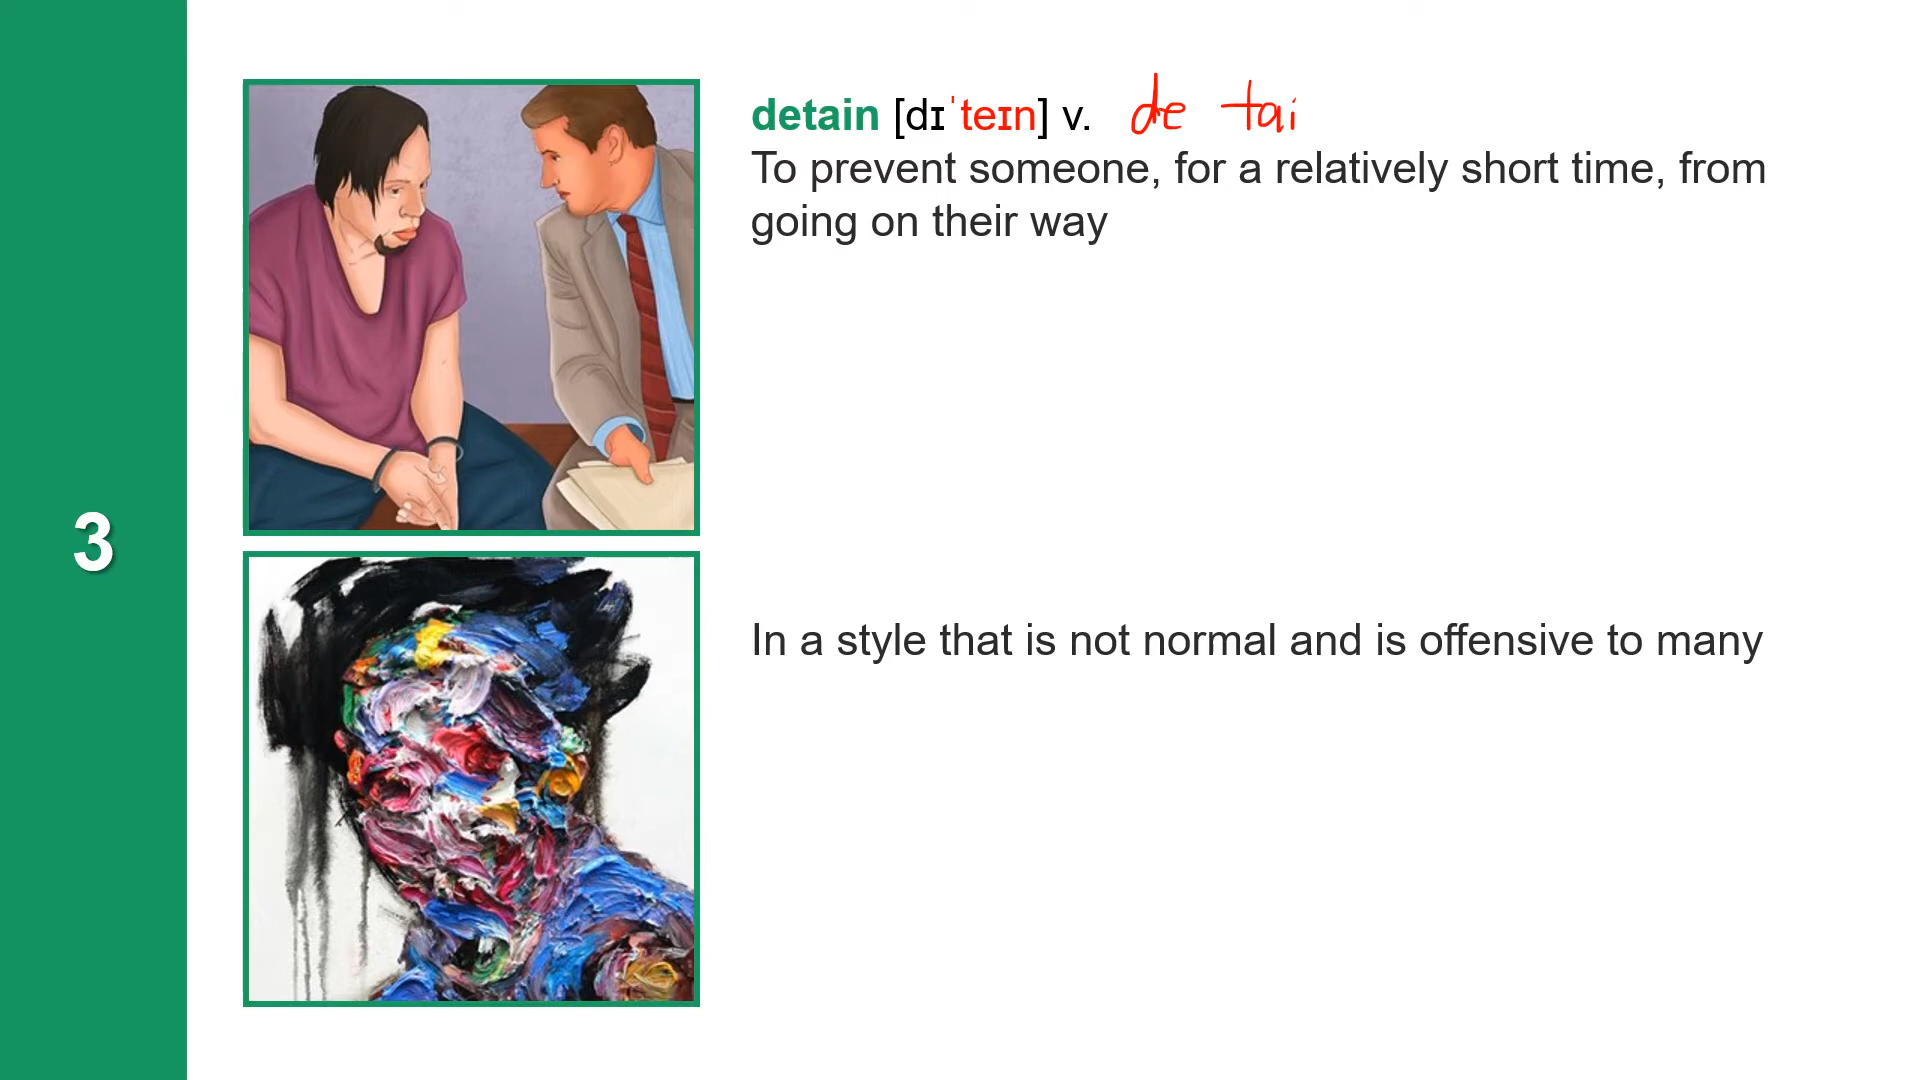 detain [dɪˈteɪn] v. de tai
To prevent someone, for a relatively short time, from
going on their way
3
In a style that is not normal and is offensive to many